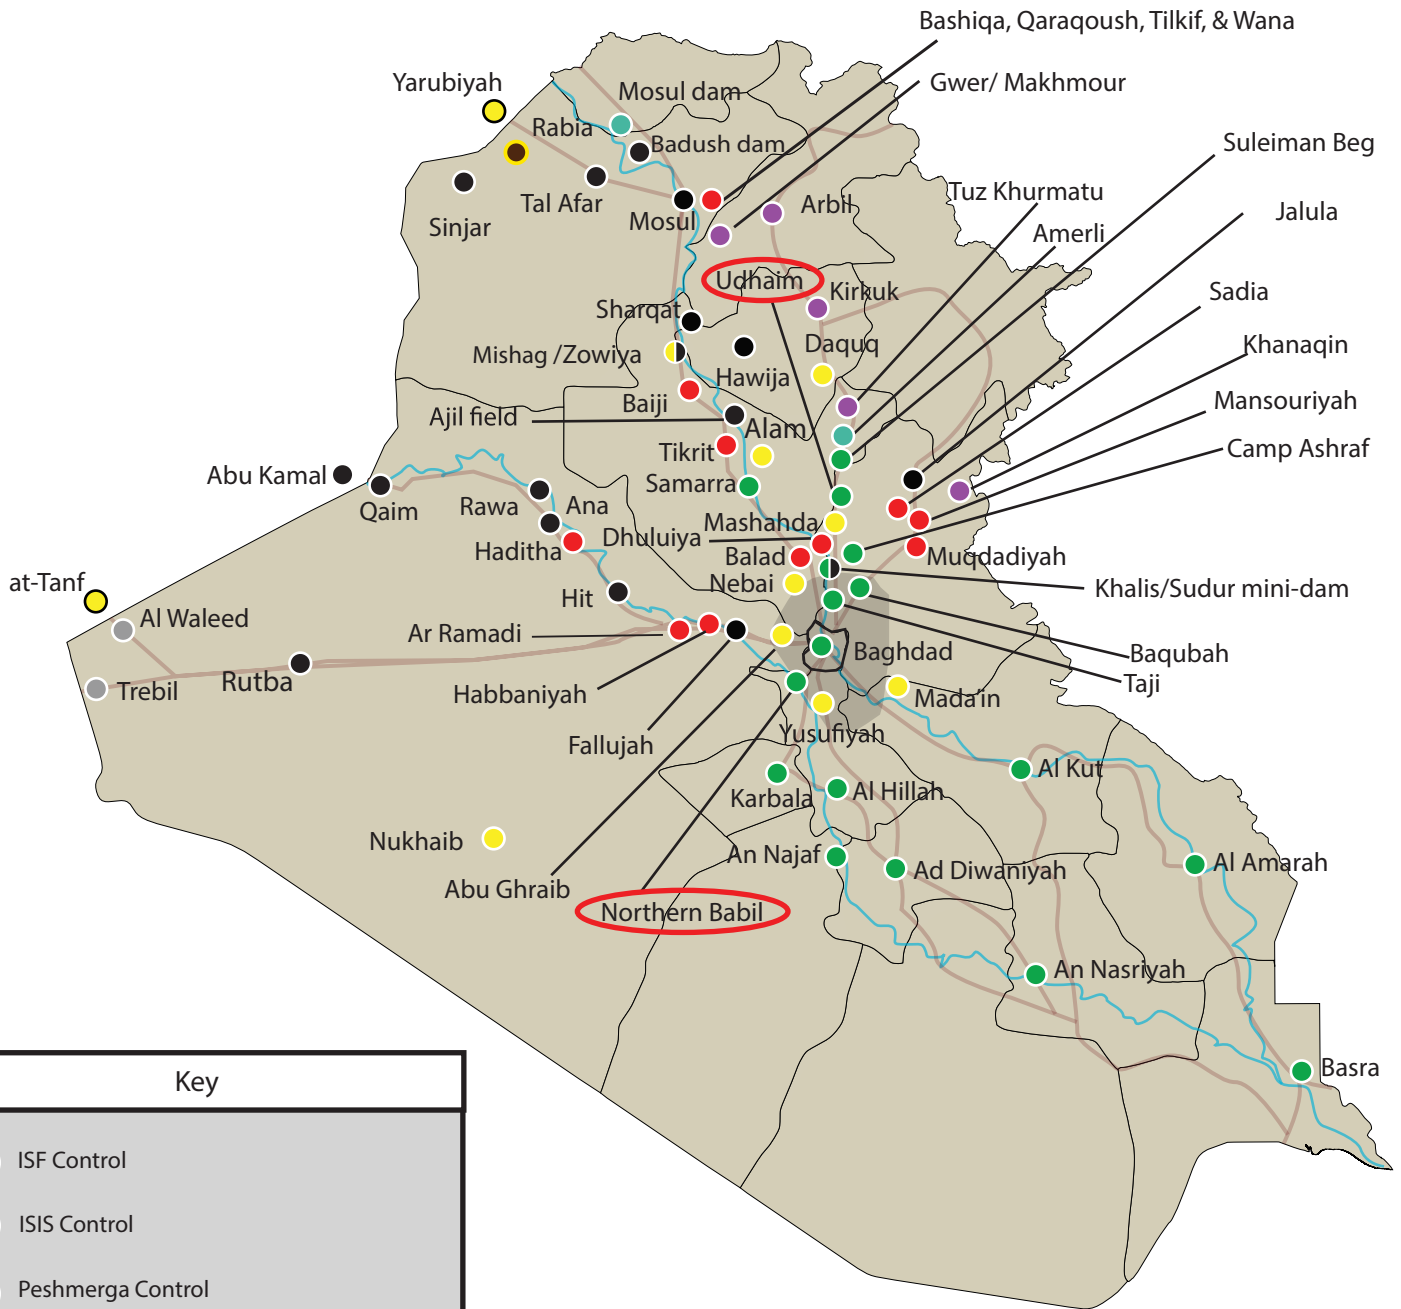 Bashiqa, Qaraqoush, Tilkif, & Wana
Yarubiyah
Gwer/ Makhmour
Mosul dam
Rabia
Badush dam
Suleiman Beg
Tuz Khurmatu
Tal Afar
Arbil
Jalula
Sinjar
Mosul
Amerli
Udhaim
Kirkuk
Sadia
Sharqat
Daquq
Khanaqin
Mishag /Zowiya
Hawija
Mansouriyah
Baiji
Ajil field
Alam
Camp Ashraf
Tikrit
Abu Kamal
Samarra
Qaim
Rawa
Ana
Mashahda
Dhuluiya
Haditha
Balad
Muqdadiyah
at-Tanf
Nebai
Khalis/Sudur mini-dam
Hit
Al Waleed
Ar Ramadi
Baghdad
Baqubah
Trebil
Rutba
Taji
Habbaniyah
Mada'in
Yusufiyah
Fallujah
Al Kut
Karbala
Al Hillah
Nukhaib
An Najaf
Al Amarah
Ad Diwaniyah
Abu Ghraib
Northern Babil
An Nasriyah
Basra
Key
ISF Control
ISIS Control
Peshmerga Control